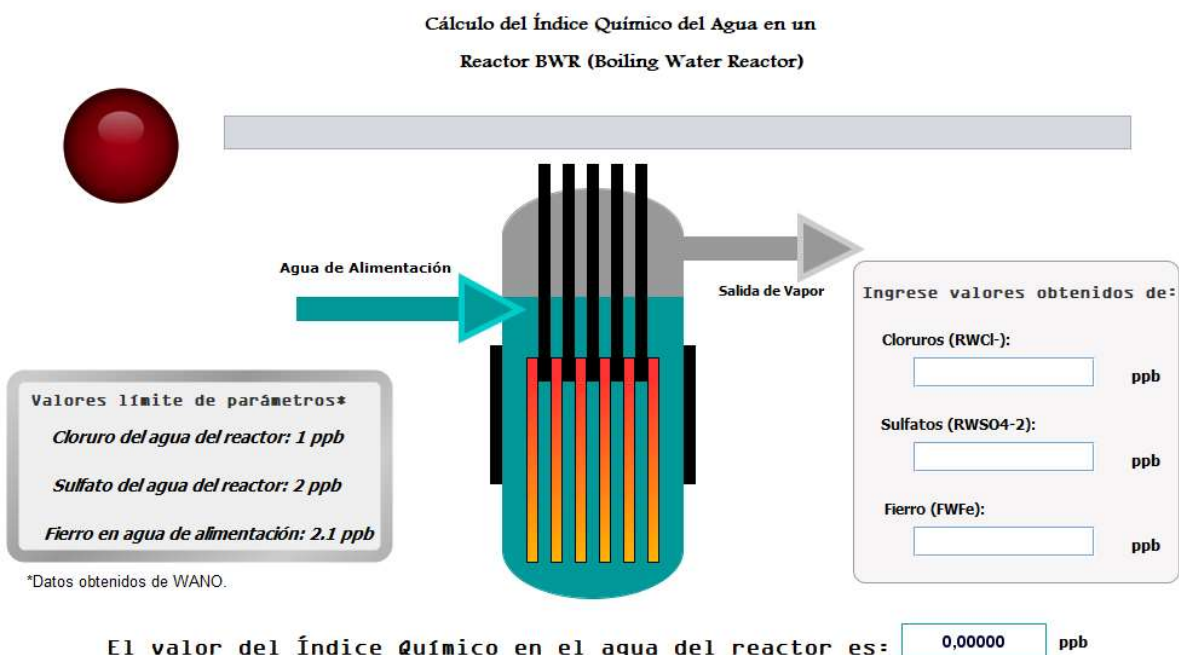 Cálculo del Índice Químico del Agua en un
Reactor BWR (Boiling Water Reactor)
Agua de Alimentación
Salida de Vapor
Valores límite de parámetros*
Cloruro del agua del reactor: 1 ppb
Sulfato del agua del reactor: 2 ppb
Fierro en agua de alimentación: 2.1 ppb
*Datos obtenidos de WANO.
Ingrese valores obtenidos de:
Cloruros (RWCl-):
ppb
Sulfatos (RWSO4-2):
ppb
Fierro (FWFe):
ppb
El valor del Índice Químico en el agua del reactor es: 0,00000 ppb